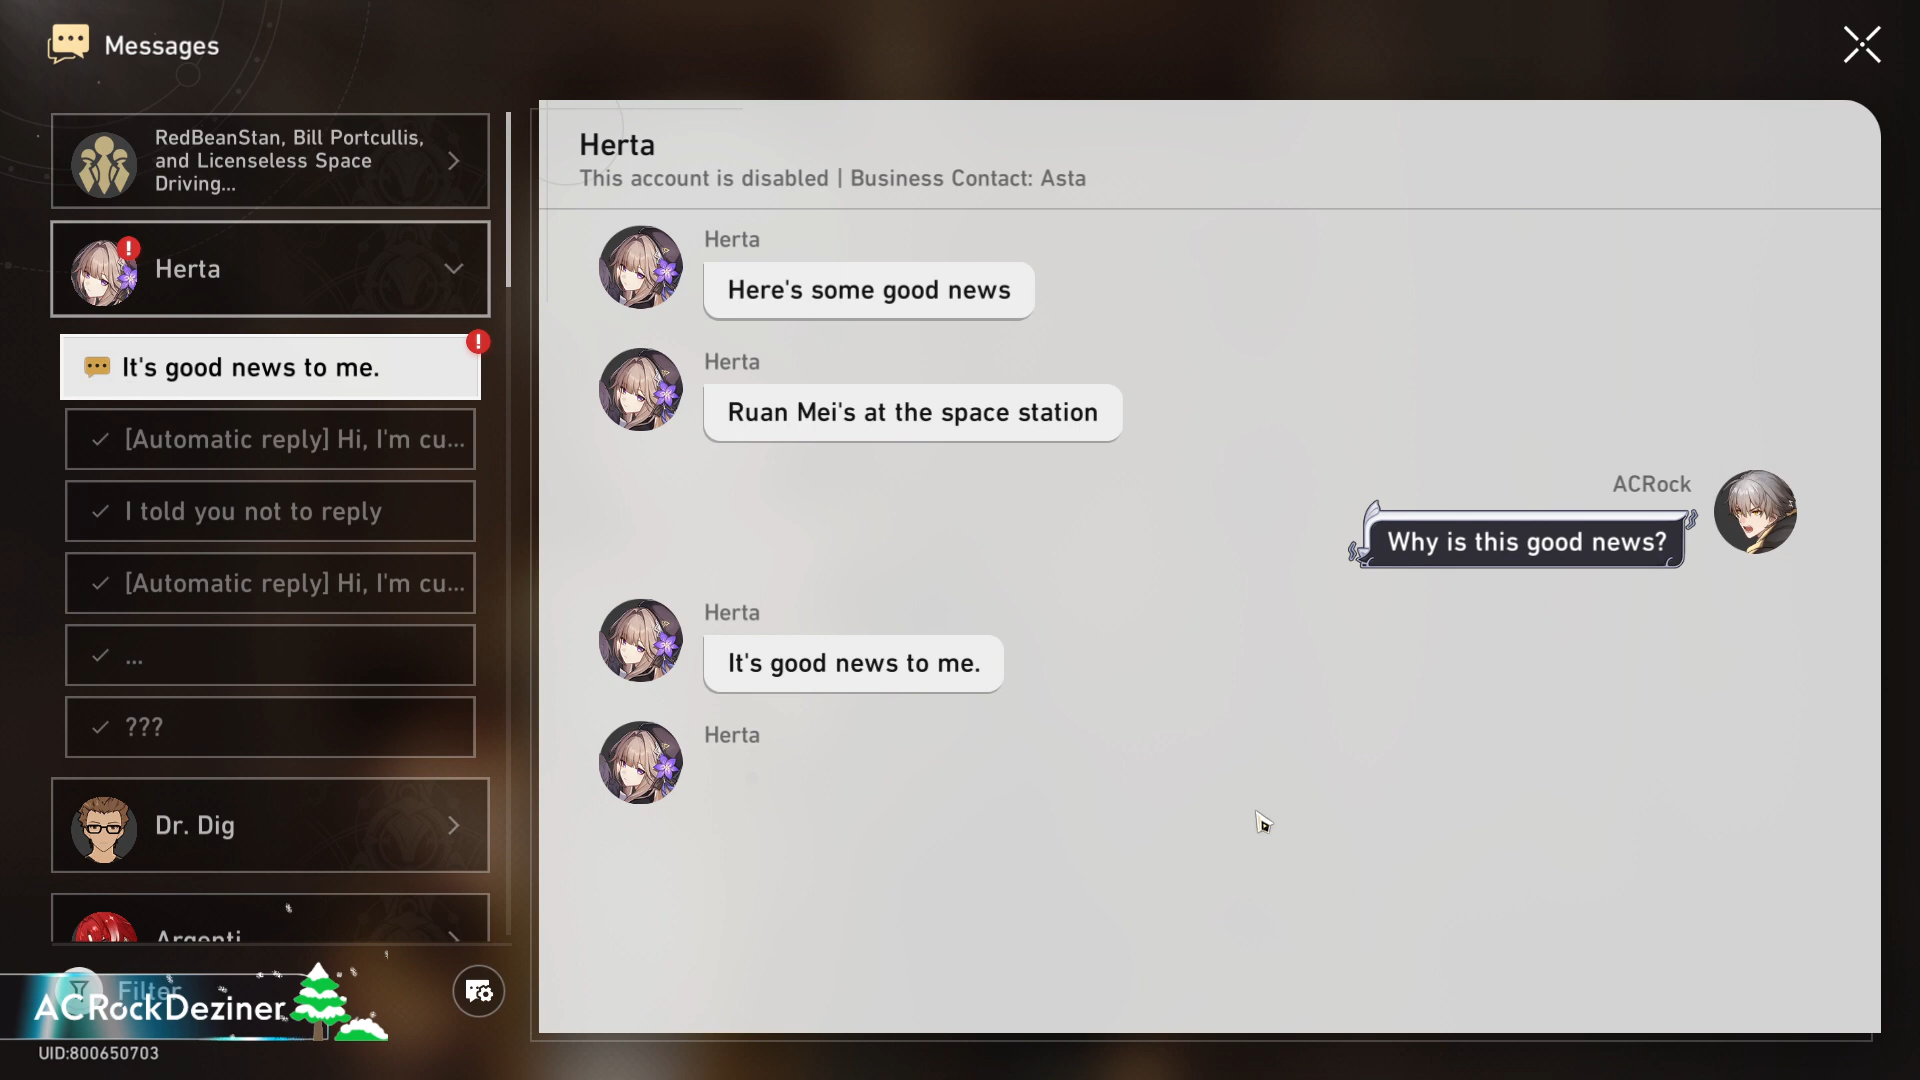 Messages
RedBeanStan, Bill Portcullis,
and Licenseless Space
Driving...
Herta
It's good news to me.
[Automatic reply] Hi, I'm cu...
I told you not to reply
[Automatic reply] Hi, I'm cu...
...
???
Dr. Dig
Argenti
Filter
ACRockDeziner
UID:800650703
Herta
This account is disabled | Business Contact: Asta
Herta
Here's some good news
Herta
Ruan Mei's at the space station
ACRock
Why is this good news?
Herta
It's good news to me.
Herta